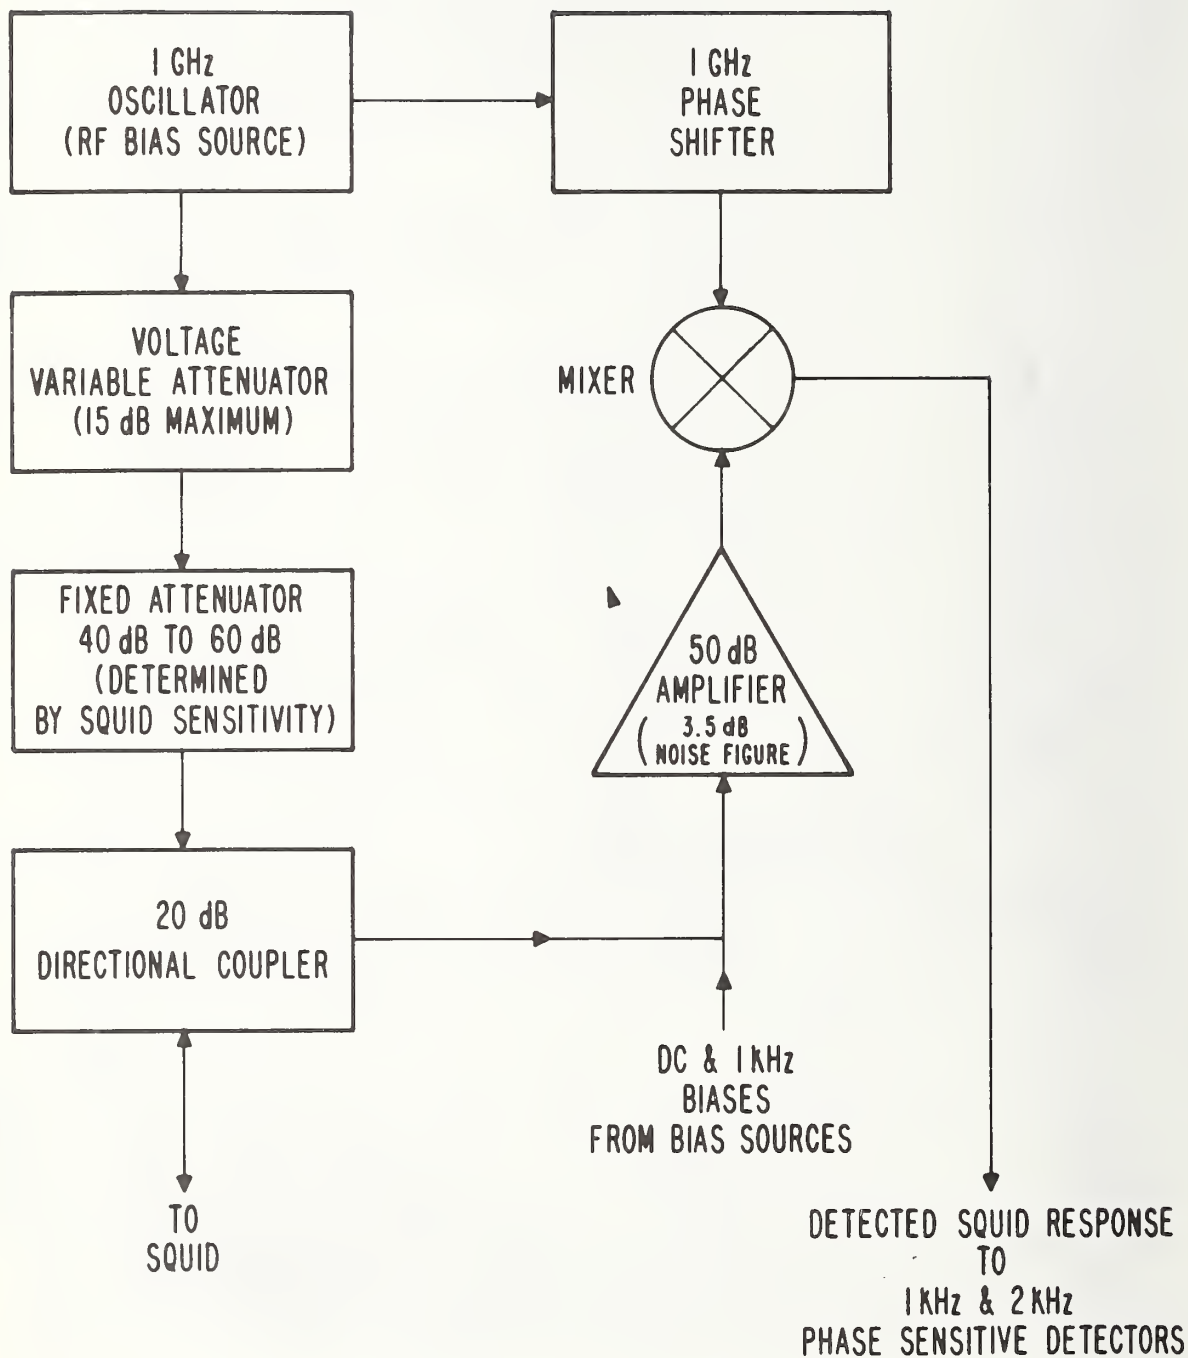 1 GHz
OSCILLATOR
(RF BIAS SOURCE)
1 GHz
PHASE
SHIFTER
VOLTAGE
VARIABLE ATTENUATOR
(15 dB MAXIMUM)
MIXER
FIXED ATTENUATOR
40 dB TO 60 dB
(DETERMINED
BY SQUID SENSITIVITY)
50 dB
AMPLIFIER
(3.5 dB
NOISE FIGURE)
20 dB
DIRECTIONAL COUPLER
DC & 1 kHz
BIASES
FROM BIAS SOURCES
TO
SQUID
DETECTED SQUID RESPONSE
TO
1 kHz & 2 kHz
PHASE SENSITIVE DETECTORS